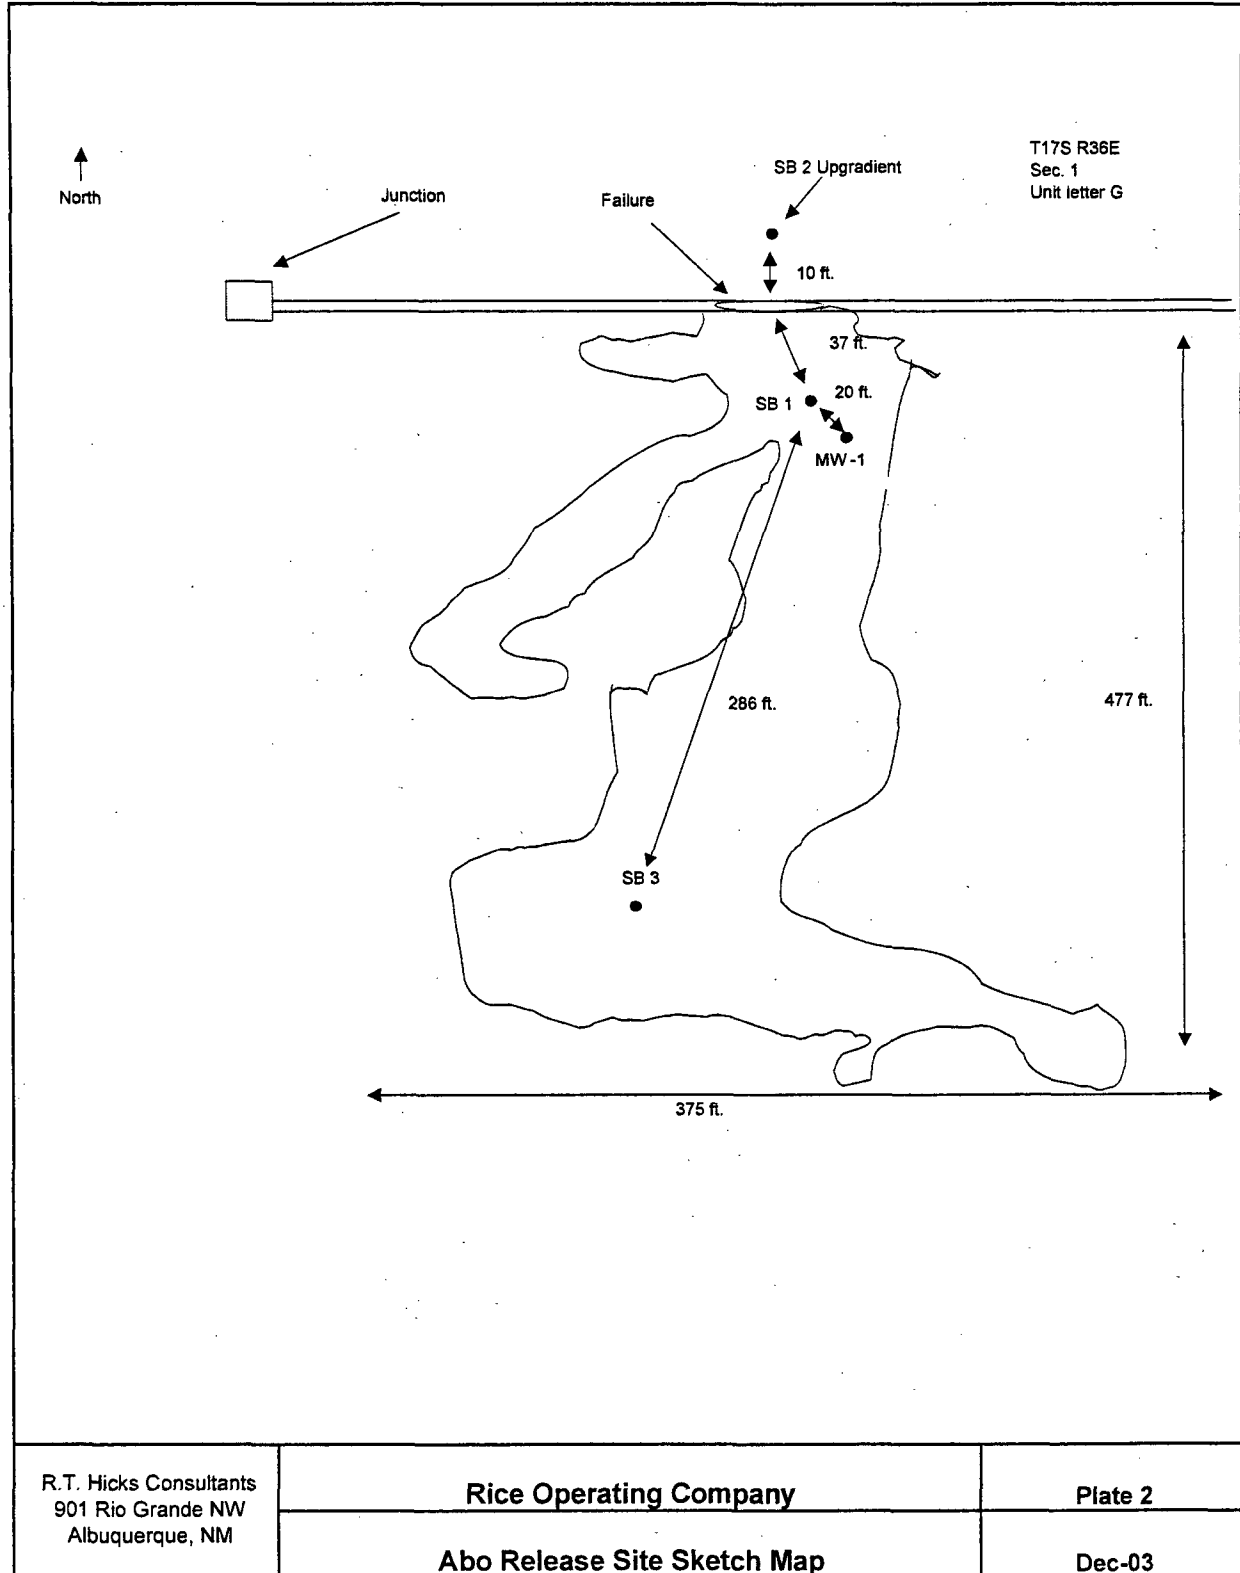 T17S R36E
Sec. 1
Unit letter G
North
Junction
Failure
SB 2 Upgradient
10 ft.
37 ft.
SB 1
20 ft.
MW-1
286 ft.
477 ft.
SB 3
375 ft.
R.T. Hicks Consultants
901 Rio Grande NW
Albuquerque, NM
Rice Operating Company
Plate 2
Abo Release Site Sketch Map
Dec-03